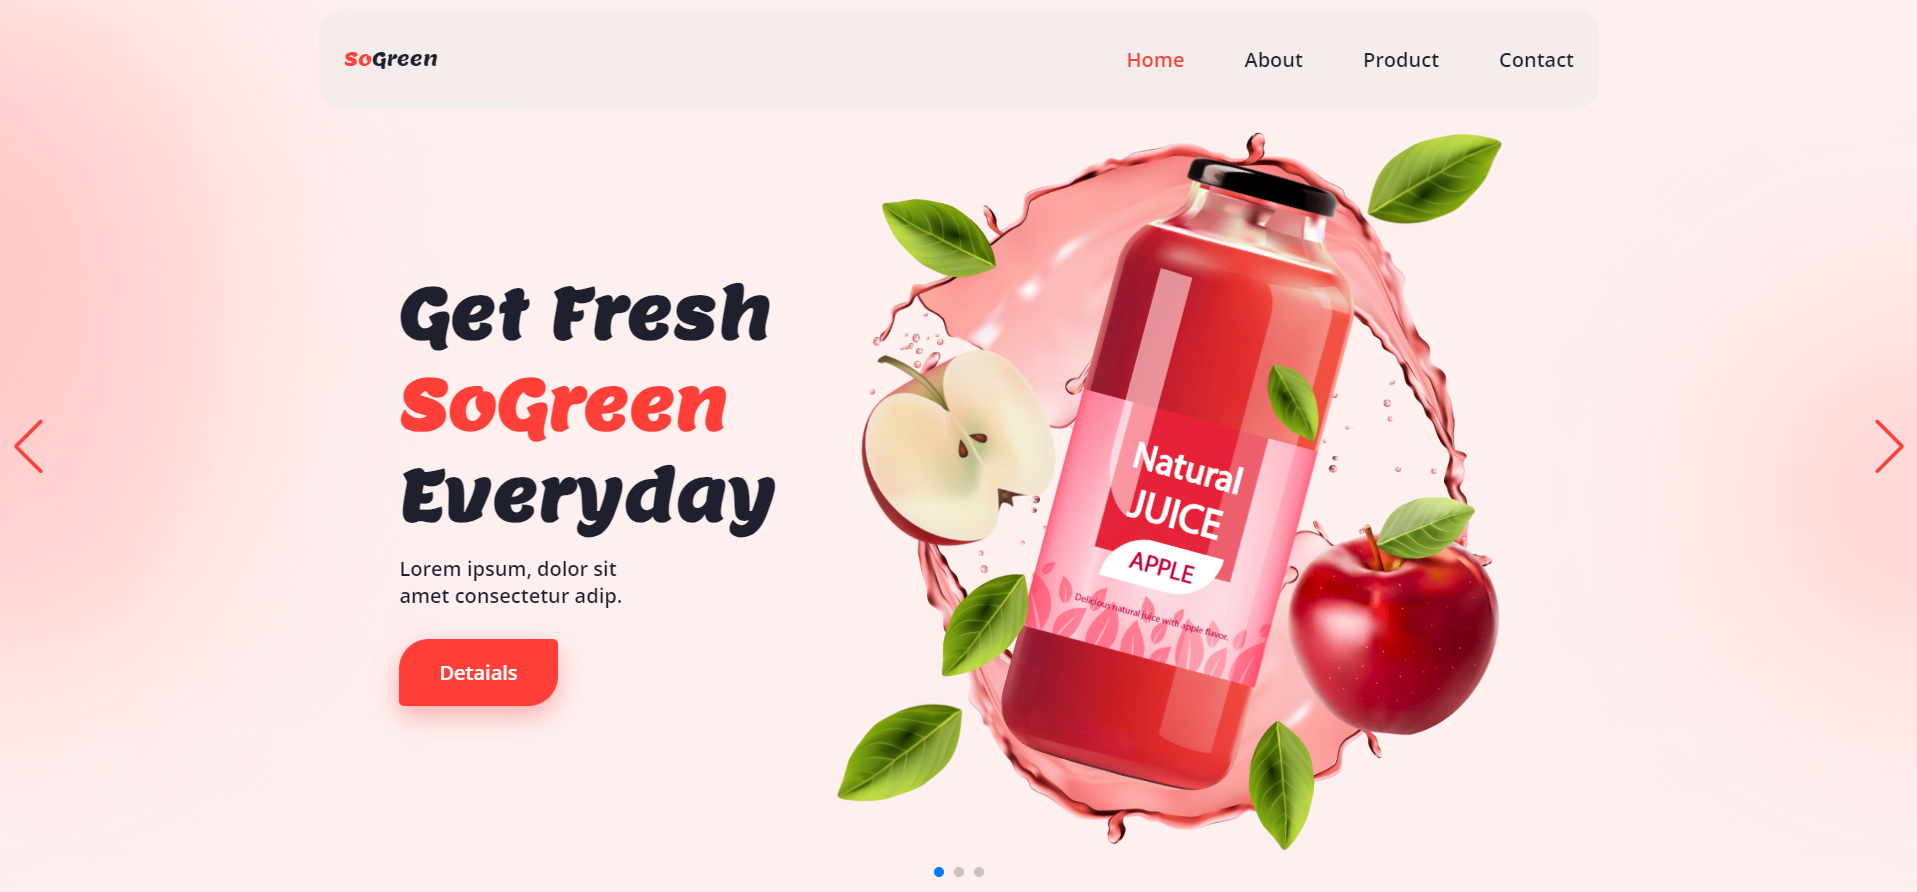 SoGreen
Home About Product Contact
Get Fresh
SoGreen
Everyday
Lorem ipsum, dolor sit
amet consectetur adip.
Detaials
Natural
JUICE
APPLE
Delicious natural juice with apple flavor.